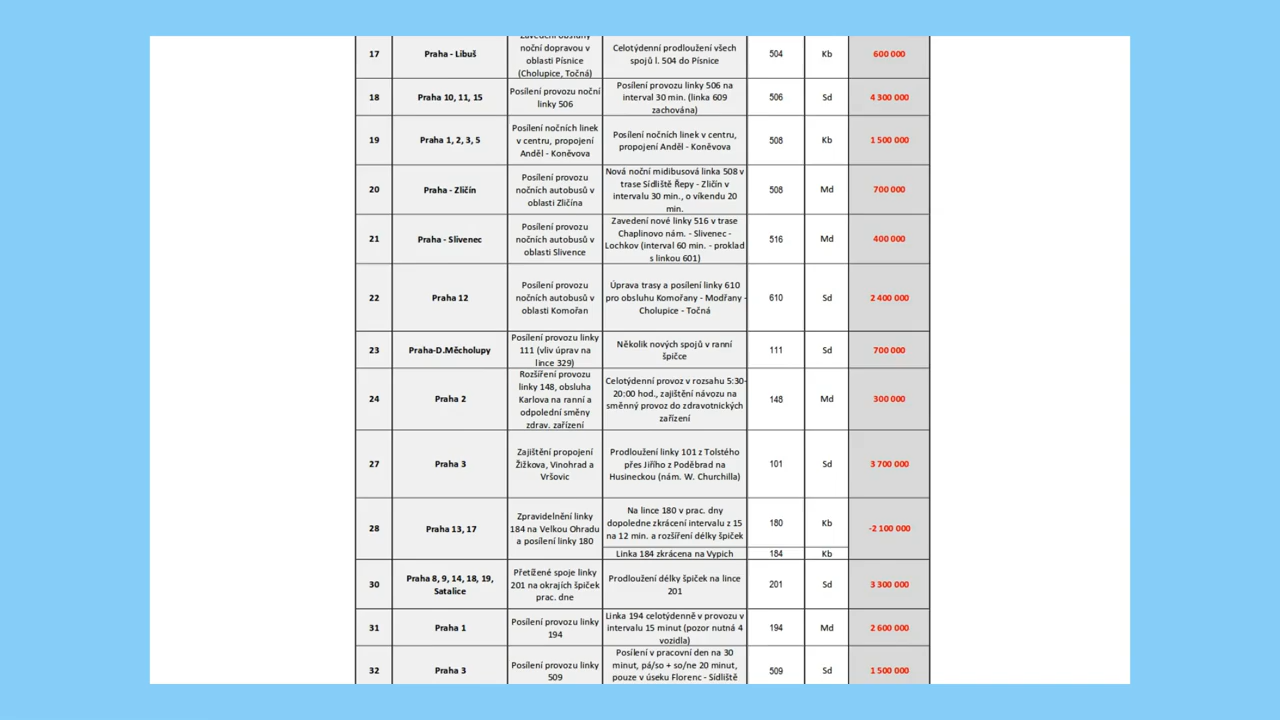 17
Praha - Libuš
Zavedení obsluhy
noční dopravou v
oblasti Písnice
(Cholupice, Točná)
Celotýdenní prodloužení všech
spojů l. 504 do Písnice
504
Kb
600 000
18
Praha 10, 11, 15
Posílení provozu noční
linky 506
Posílení provozu linky 506 na
interval 30 min. (linka 609
zachována)
506
Sd
4 300 000
19
Praha 1, 2, 3, 5
Posílení nočních linek
v centru, propojení
Anděl - Koněvova
Posílení nočních linek v centru,
propojení Anděl - Koněvova
508
Kb
1 500 000
20
Praha - Zličín
Posílení provozu
nočních autobusů v
oblasti Zličína
Nová noční midibusová linka 508 v
trase Sídliště Řepy - Zličín v
intervalu 30 min., o víkendu 20
min.
508
Md
700 000
21
Praha - Slivenec
Posílení provozu
nočních autobusů v
oblasti Slivence
Zavedení nové linky 516 v trase
Chaplinovo nám. - Slivenec -
Lochkov (interval 60 min. - proklad
s linkou 601)
516
Md
400 000
22
Praha 12
Posílení provozu
nočních autobusů v
oblasti Komořan
Úprava trasy a posílení linky 610
pro obsluhu Komořany - Modřany -
Cholupice - Točná
610
Sd
2 400 000
23
Praha-D.Měcholupy
Posílení provozu linky
111 (vliv úprav na
lince 329)
Několik nových spojů v ranní
špičce
111
Sd
700 000
24
Praha 2
Rozšíření provozu
linky 148, obsluha
Karlova na ranní a
odpolední směny
zdrav. zařízení
Celotýdenní provoz v rozsahu 5:30-
20:00 hod., zajištění návozu na
směnný provoz do zdravotnických
zařízení
148
Md
300 000
27
Praha 3
Zajištění propojení
Žižkova, Vinohrad a
Vršovic
Prodloužení linky 101 z Tolstého
přes Jiřího z Poděbrad na
Husineckou (nám. W. Churchilla)
101
Sd
3 700 000
28
Praha 13, 17
Zpravidelnění linky
184 na Velkou Ohradu
a posílení linky 180
Na lince 180 v prac. dny
dopoledne zkrácení intervalu z 15
na 12 min. a rozšíření délky špiček
180
Kb
-2 100 000
Linka 184 zkrácena na Vypich
184
Kb
30
Praha 8, 9, 14, 18, 19,
Satalice
Přetížené spoje linky
201 na okrajích špiček
prac. dne
Prodloužení délky špiček na lince
201
201
Sd
3 300 000
31
Praha 1
Posílení provozu linky
194
Linka 194 celotýdenně v provozu v
intervalu 15 minut (pozor nutná 4
vozidla)
194
Md
2 600 000
32
Praha 3
Posílení provozu linky
509
Posílení v pracovní den na 30
minut, pá/so + so/ne 20 minut,
pouze v úseku Florenc - Sídliště
509
Sd
1 500 000